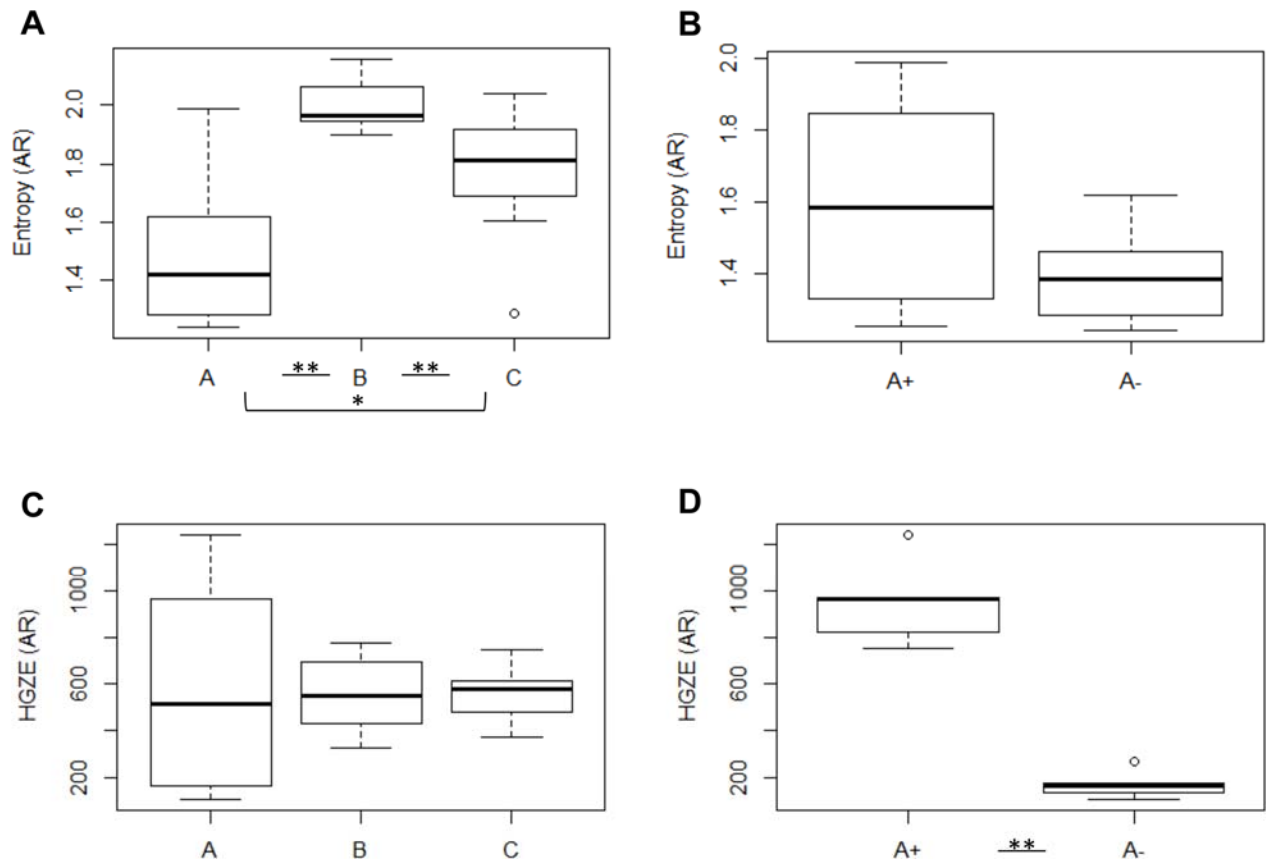 A
Entropy (AR)
2.0
1.8
1.6
1.4
A ** B ** C
*
B
Entropy (AR)
2.0
1.8
1.6
1.4
A+ A-
C
HGZE (AR)
1000
600
200
A B C
D
HGZE (AR)
1000
600
200
A+ ** A-